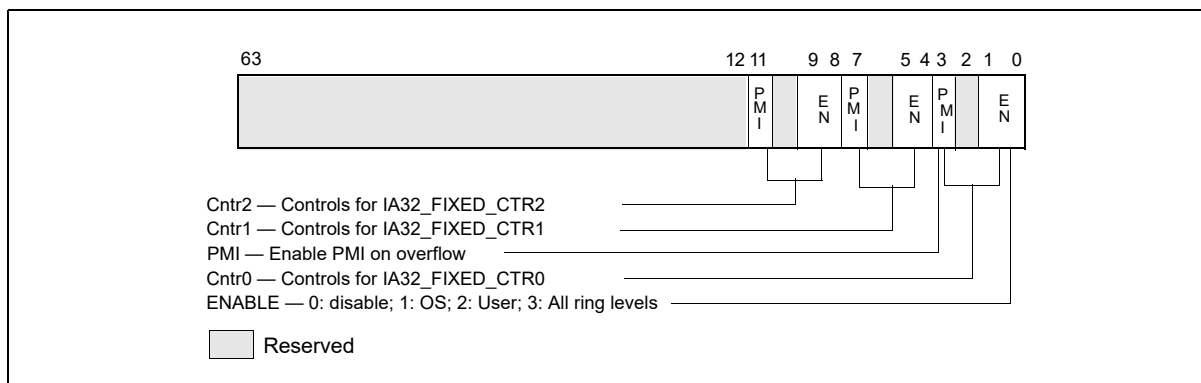 63 12 11 9 8 7 5 4 3 2 1 0
PMI EN PMI EN PMI EN
Cntr2 — Controls for IA32_FIXED_CTR2
Cntr1 — Controls for IA32_FIXED_CTR1
PMI — Enable PMI on overflow
Cntr0 — Controls for IA32_FIXED_CTR0
ENABLE — 0: disable; 1: OS; 2: User; 3: All ring levels
Reserved